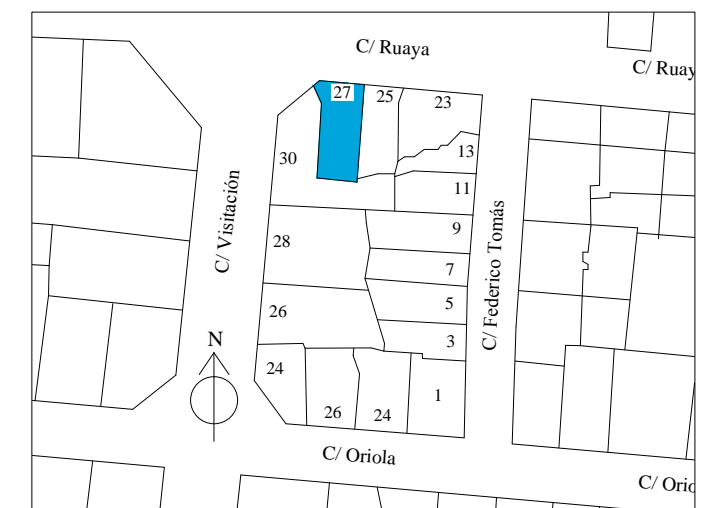 C/ Ruaya
C/ Ruay
27
25
23
13
30
11
C/ Visitación
9
28
7
C/ Federico Tomás
5
26
3
N
24
1
26
24
C/ Oriola
C/ Orio